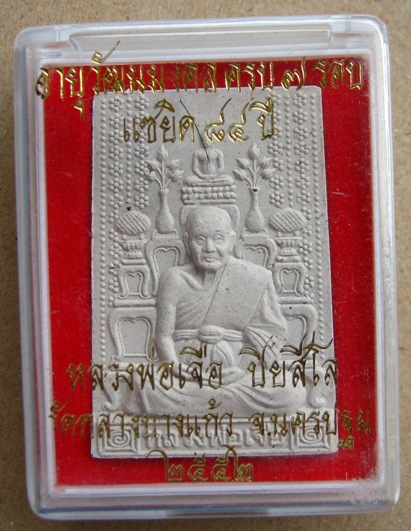 อายุวัฒนมงคล ครบ ๗ รอบ
แซยิด ๘๔ ปี
หลวงพ่อเจือ ปิยสีโล
วัดกลางบางแก้ว จ.นครปฐม
๒๕๕๒